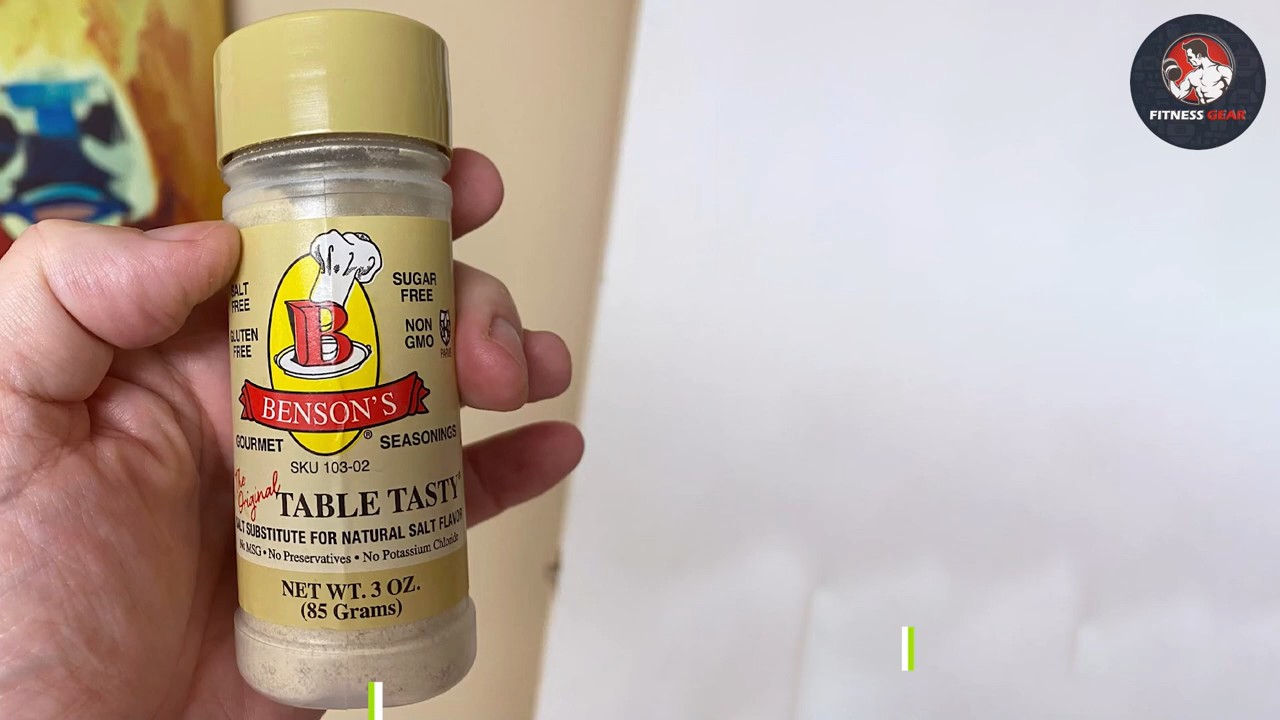 SALT
FREE
GLUTEN
FREE
SUGAR
FREE
NON
GMO
PARVE
B
BENSON'S
GOURMET
® SEASONINGS
SKU 103-02
The Original TABLE TASTY
SALT SUBSTITUTE FOR NATURAL SALT FLAVOR
No MSG • No Preservatives • No Potassium Chloride
NET WT. 3 OZ.
(85 Grams)
FITNESS GEAR